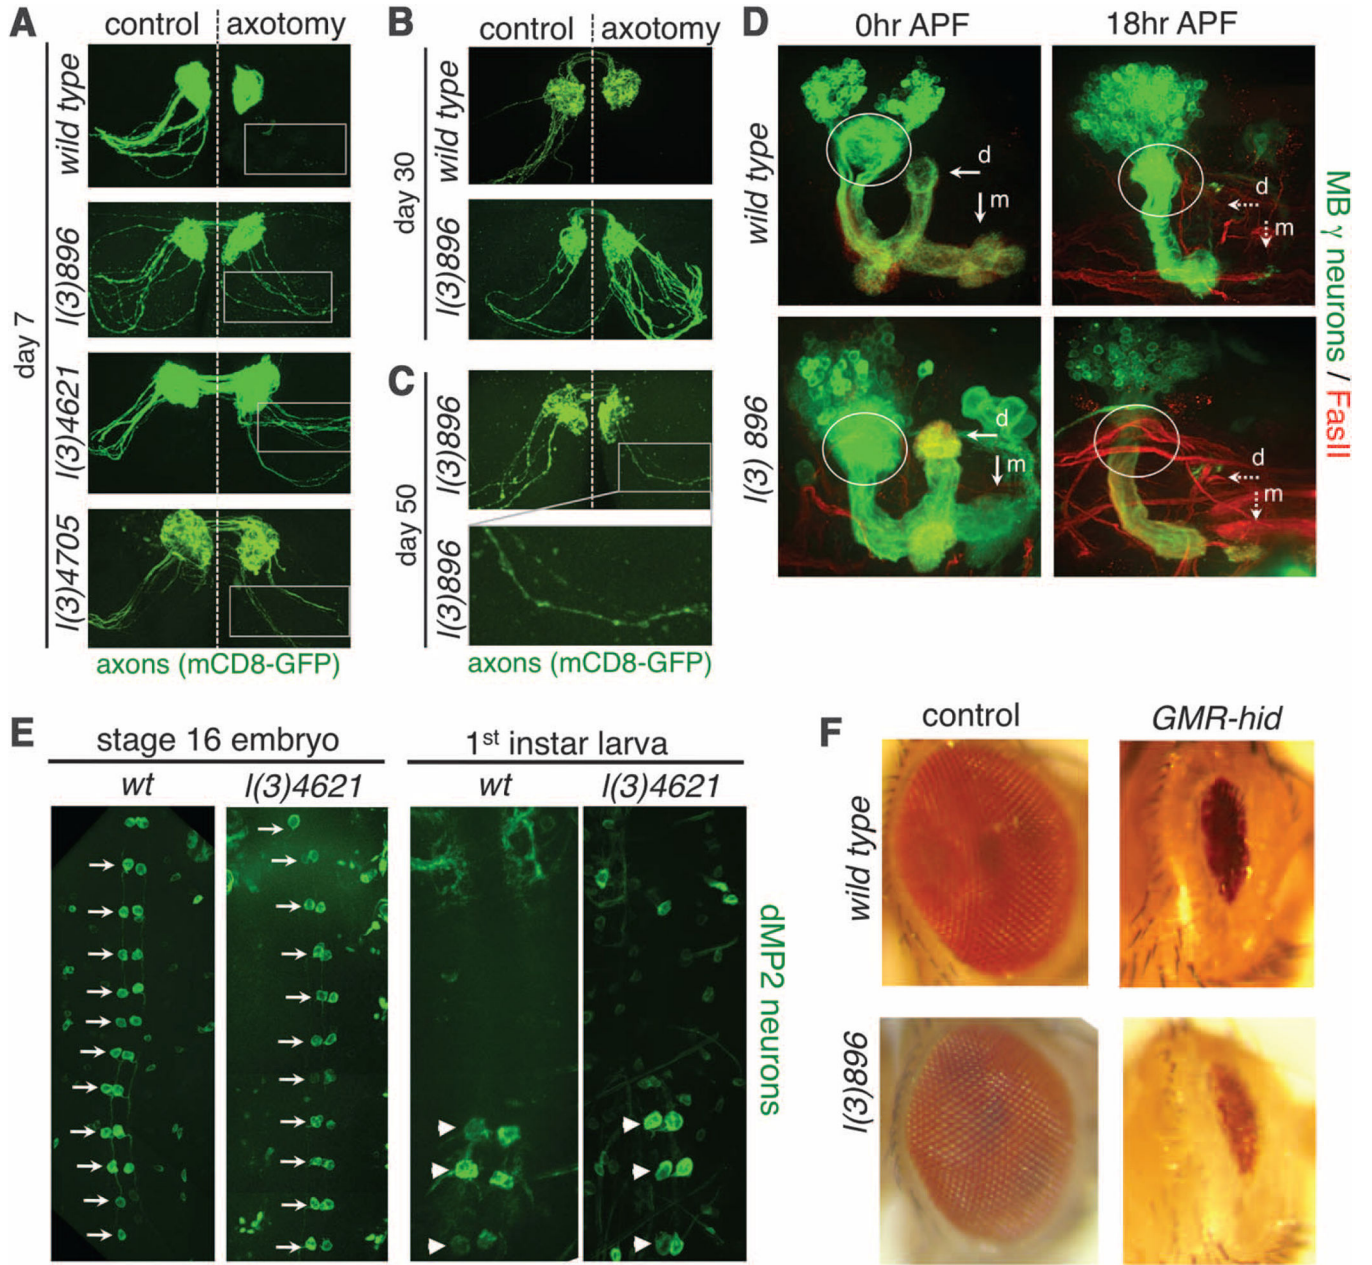 A
control
axotomy
day 7
wild type
l(3)896
l(3)4621
l(3)4705
axons (mCD8-GFP)
B
control
axotomy
day 30
wild type
l(3)896
C
day 50
l(3)896
l(3)896
axons (mCD8-GFP)
D
0hr APF
18hr APF
wild type
d
m
d
m
l(3) 896
d
m
d
m
MB γ neurons / FasII
E
stage 16 embryo
1st instar larva
wt
l(3)4621
wt
l(3)4621
dMP2 neurons
F
control
GMR-hid
wild type
l(3)896